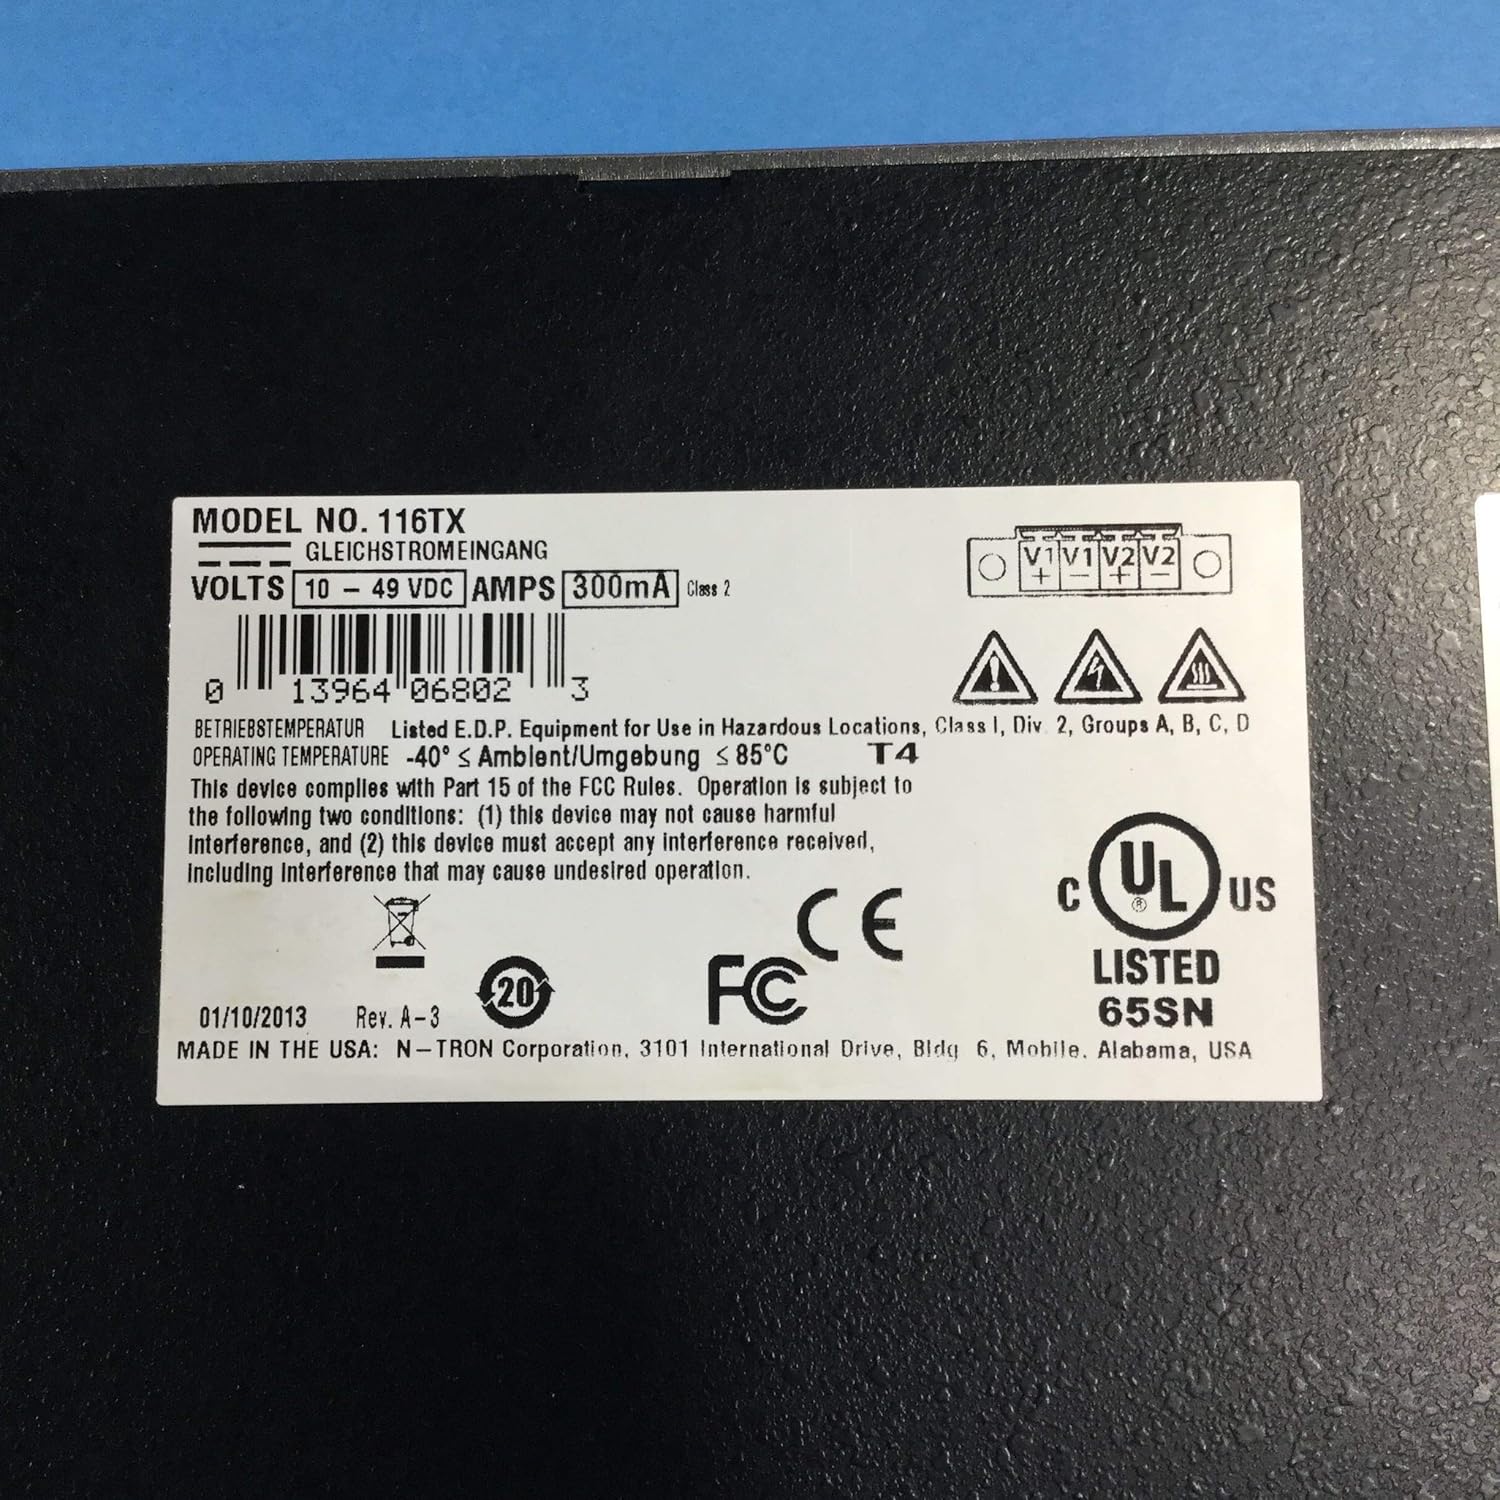 MODEL NO. 116TX
GLEICHSTROMEINGANG
VOLTS 10 – 49 VDC AMPS 300mA Class 2
V1 V1 V2 V2
+ – + –
0 13964 06802 3
BETRIEBSTEMPERATUR Listed E.D.P. Equipment for Use in Hazardous Locations, Class I, Div. 2, Groups A, B, C, D
OPERATING TEMPERATURE -40° ≤ Ambient/Umgebung ≤ 85°C T4
This device complies with Part 15 of the FCC Rules. Operation is subject to
the following two conditions: (1) this device may not cause harmful
interference, and (2) this device must accept any interference received,
including interference that may cause undesired operation.
C UL ® US
LISTED
65SN
CE
FC
20
01/10/2013 Rev. A-3
MADE IN THE USA: N-TRON Corporation, 3101 International Drive, Bldg 6, Mobile. Alabama, USA